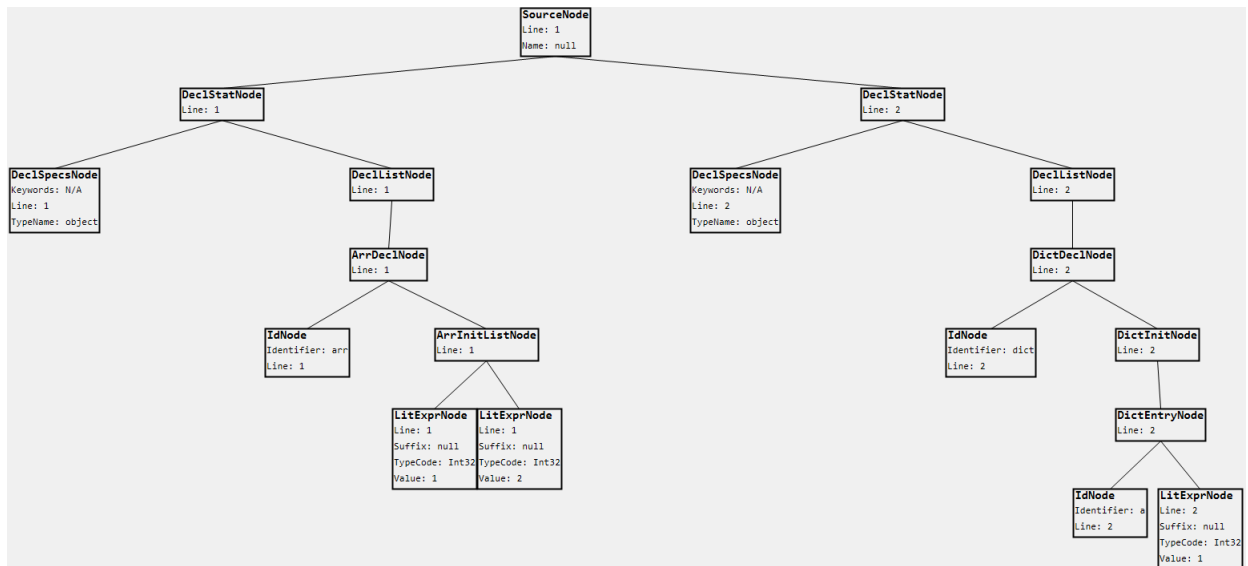 SourceNode
Line: 1
Name: null
DeclStatNode
Line: 1
DeclStatNode
Line: 2
DeclSpecsNode
Keywords: N/A
Line: 1
TypeName: object
DeclListNode
Line: 1
DeclSpecsNode
Keywords: N/A
Line: 2
TypeName: object
DeclListNode
Line: 2
ArrDeclNode
Line: 1
DictDeclNode
Line: 2
IdNode
Identifier: arr
Line: 1
ArrInitListNode
Line: 1
IdNode
Identifier: dict
Line: 2
DictInitNode
Line: 2
LitExprNode
Line: 1
Suffix: null
TypeCode: Int32
Value: 1
LitExprNode
Line: 1
Suffix: null
TypeCode: Int32
Value: 2
DictEntryNode
Line: 2
IdNode
Identifier: a
Line: 2
LitExprNode
Line: 2
Suffix: null
TypeCode: Int32
Value: 1